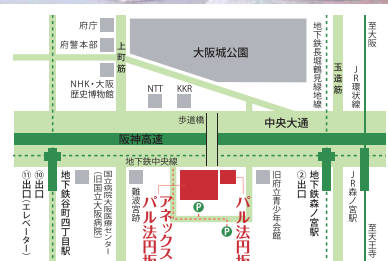 府庁
府警本部
上町筋
大阪城公園
NHK・大阪
歴史博物館
NTT
KKR
地下鉄長堀鶴見緑地線
玉造筋
JR環状線
至大阪
歩道橋
中央大通
阪神高速
地下鉄中央線
⑪出口(エレベーター)
⑩出口
地下鉄谷町四丁目駅
国立病院大阪医療センター
(旧国立大阪病院)
難波宮跡
アネックス
パル法円坂
P
P
パル法円坂
旧府立青少年会館
②出口
地下鉄森ノ宮駅
JR森ノ宮駅
至天王寺